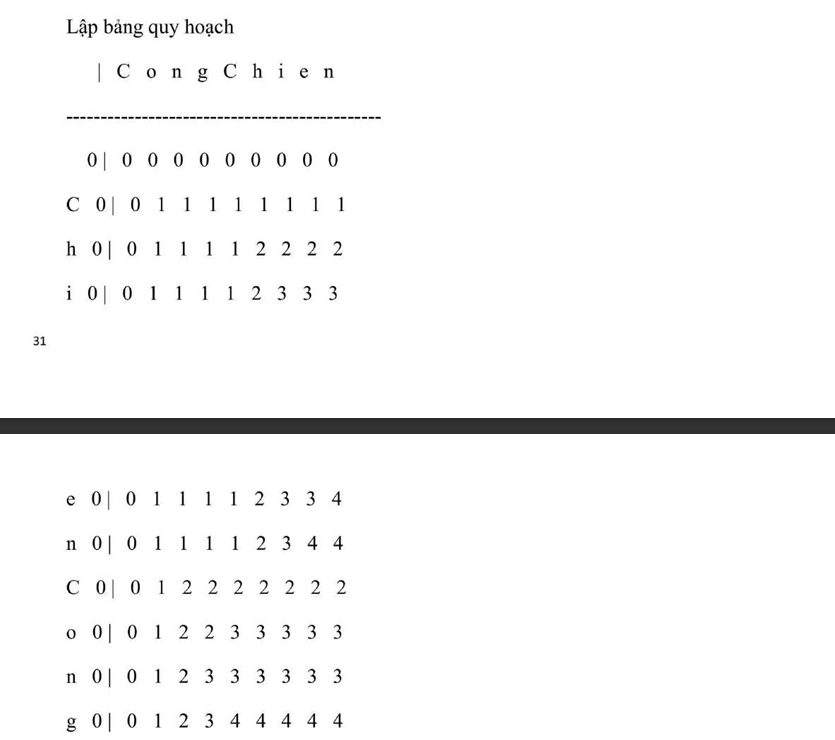 Lập bảng quy hoạch
| C o n g C h i e n
----------------------------------------------
0| 0 0 0 0 0 0 0 0 0
C 0| 0 1 1 1 1 1 1 1 1
h 0| 0 1 1 1 1 2 2 2 2
i 0| 0 1 1 1 1 2 3 3 3
31
e 0| 0 1 1 1 1 2 3 3 4
n 0| 0 1 1 1 1 2 3 4 4
C 0| 0 1 2 2 2 2 2 2 2
o 0| 0 1 2 2 3 3 3 3 3
n 0| 0 1 2 3 3 3 3 3 3
g 0| 0 1 2 3 4 4 4 4 4